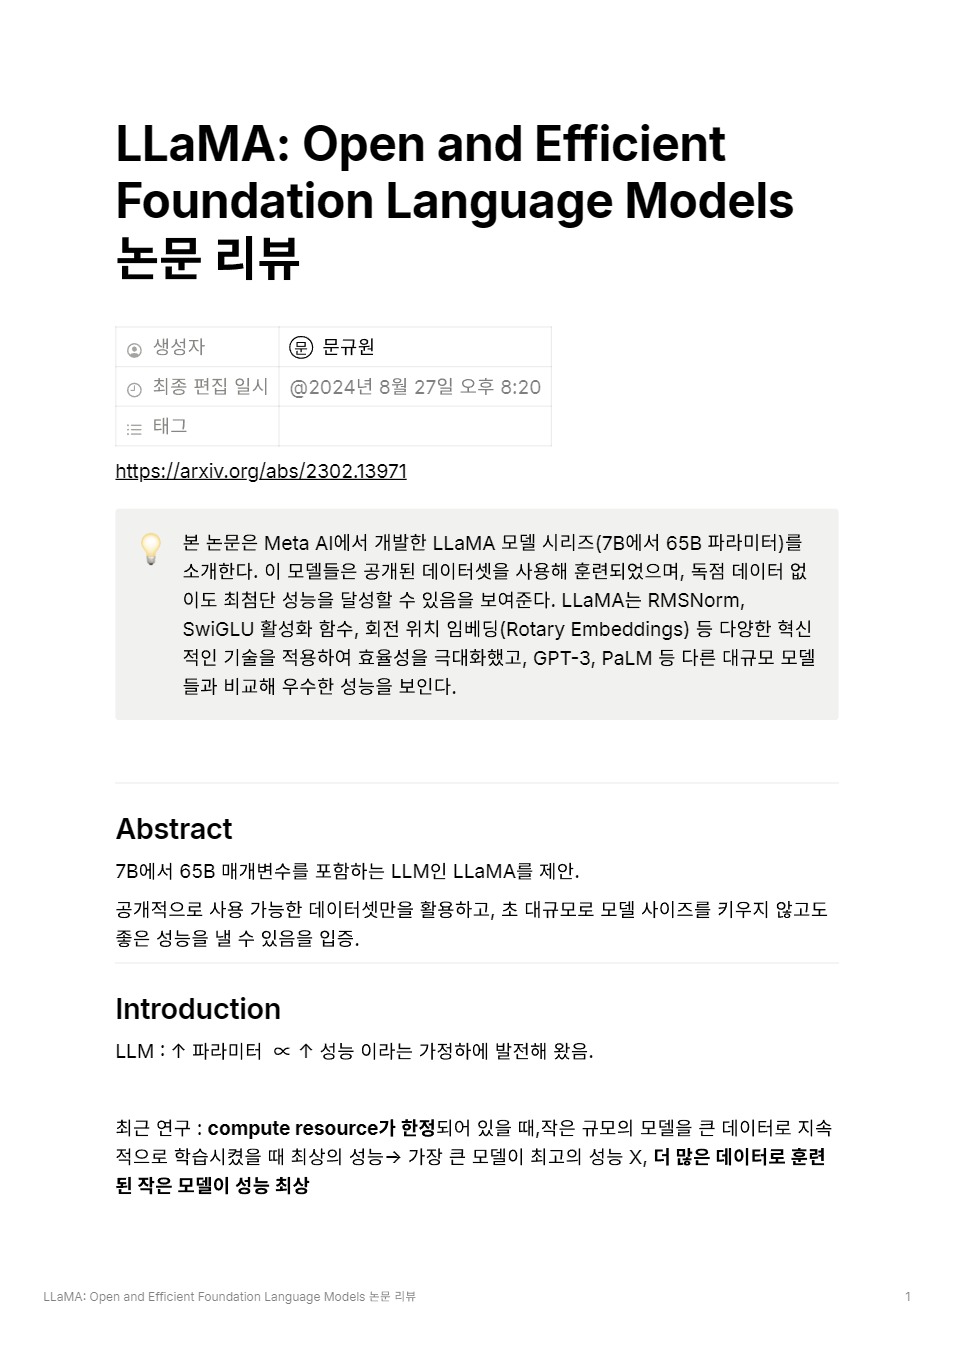 LLaMA: Open and Efficient
Foundation Language Models
논문 리뷰
생성자 문 문규원
최종 편집 일시 @2024년 8월 27일 오후 8:20
태그
https://arxiv.org/abs/2302.13971
본 논문은 Meta AI에서 개발한 LLaMA 모델 시리즈(7B에서 65B 파라미터)를
소개한다. 이 모델들은 공개된 데이터셋을 사용해 훈련되었으며, 독점 데이터 없
이도 최첨단 성능을 달성할 수 있음을 보여준다. LLaMA는 RMSNorm,
SwiGLU 활성화 함수, 회전 위치 임베딩(Rotary Embeddings) 등 다양한 혁신
적인 기술을 적용하여 효율성을 극대화했고, GPT-3, PaLM 등 다른 대규모 모델
들과 비교해 우수한 성능을 보인다.
Abstract
7B에서 65B 매개변수를 포함하는 LLM인 LLaMA를 제안.
공개적으로 사용 가능한 데이터셋만을 활용하고, 초 대규모로 모델 사이즈를 키우지 않고도
좋은 성능을 낼 수 있음을 입증.
Introduction
LLM : ↑ 파라미터 ∝ ↑ 성능 이라는 가정하에 발전해 왔음.
최근 연구 : compute resource가 한정되어 있을 때,작은 규모의 모델을 큰 데이터로 지속
적으로 학습시켰을 때 최상의 성능→ 가장 큰 모델이 최고의 성능 X, 더 많은 데이터로 훈련
된 작은 모델이 성능 최상
LLaMA: Open and Efficient Foundation Language Models 논문 리뷰 1